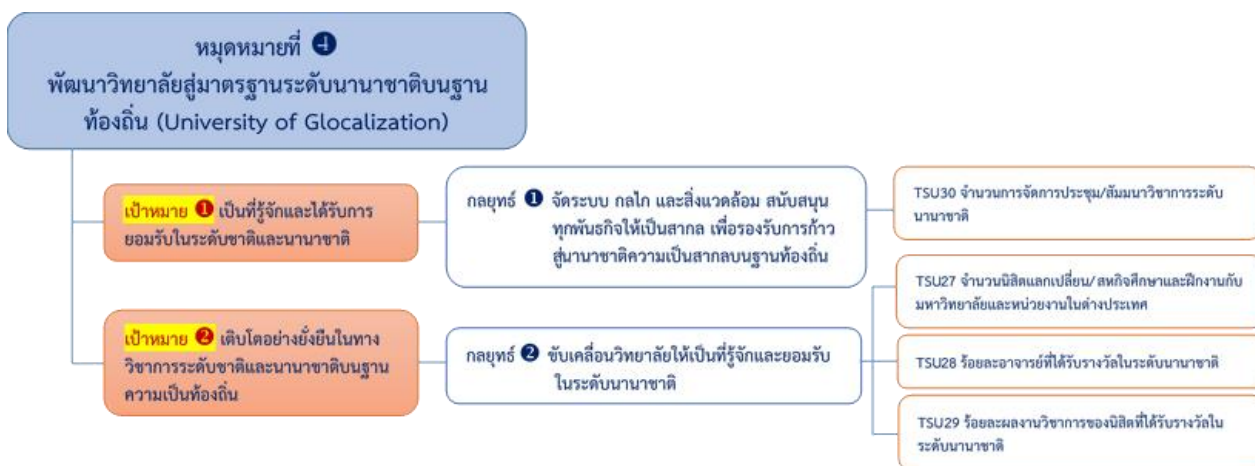 หมุดหมายที่ ❹
พัฒนาวิทยาลัยสู่มาตรฐานระดับนานาชาติบนฐาน
ท้องถิ่น (University of Glocalization)
เป้าหมาย ❶ เป็นที่รู้จักและได้รับการ
ยอมรับในระดับชาติและนานาชาติ
กลยุทธ์ ❶ จัดระบบ กลไก และสิ่งแวดล้อม สนับสนุน
ทุกพันธกิจให้เป็นสากล เพื่อรองรับการก้าว
สู่นานาชาติความเป็นสากลบนฐานท้องถิ่น
TSU30 จำนวนการจัดการประชุม/สัมมนาวิชาการระดับ
นานาชาติ
เป้าหมาย ❷ เติบโตอย่างยั่งยืนในทาง
วิชาการระดับชาติและนานาชาติบนฐาน
ความเป็นท้องถิ่น
กลยุทธ์ ❷ ขับเคลื่อนวิทยาลัยให้เป็นที่รู้จักและยอมรับ
ในระดับนานาชาติ
TSU27 จำนวนนิสิตแลกเปลี่ยน/สหกิจศึกษาและฝึกงานกับ
มหาวิทยาลัยและหน่วยงานในต่างประเทศ
TSU28 ร้อยละอาจารย์ที่ได้รับรางวัลในระดับนานาชาติ
TSU29 ร้อยละผลงานวิชาการของนิสิตที่ได้รับรางวัลใน
ระดับนานาชาติ